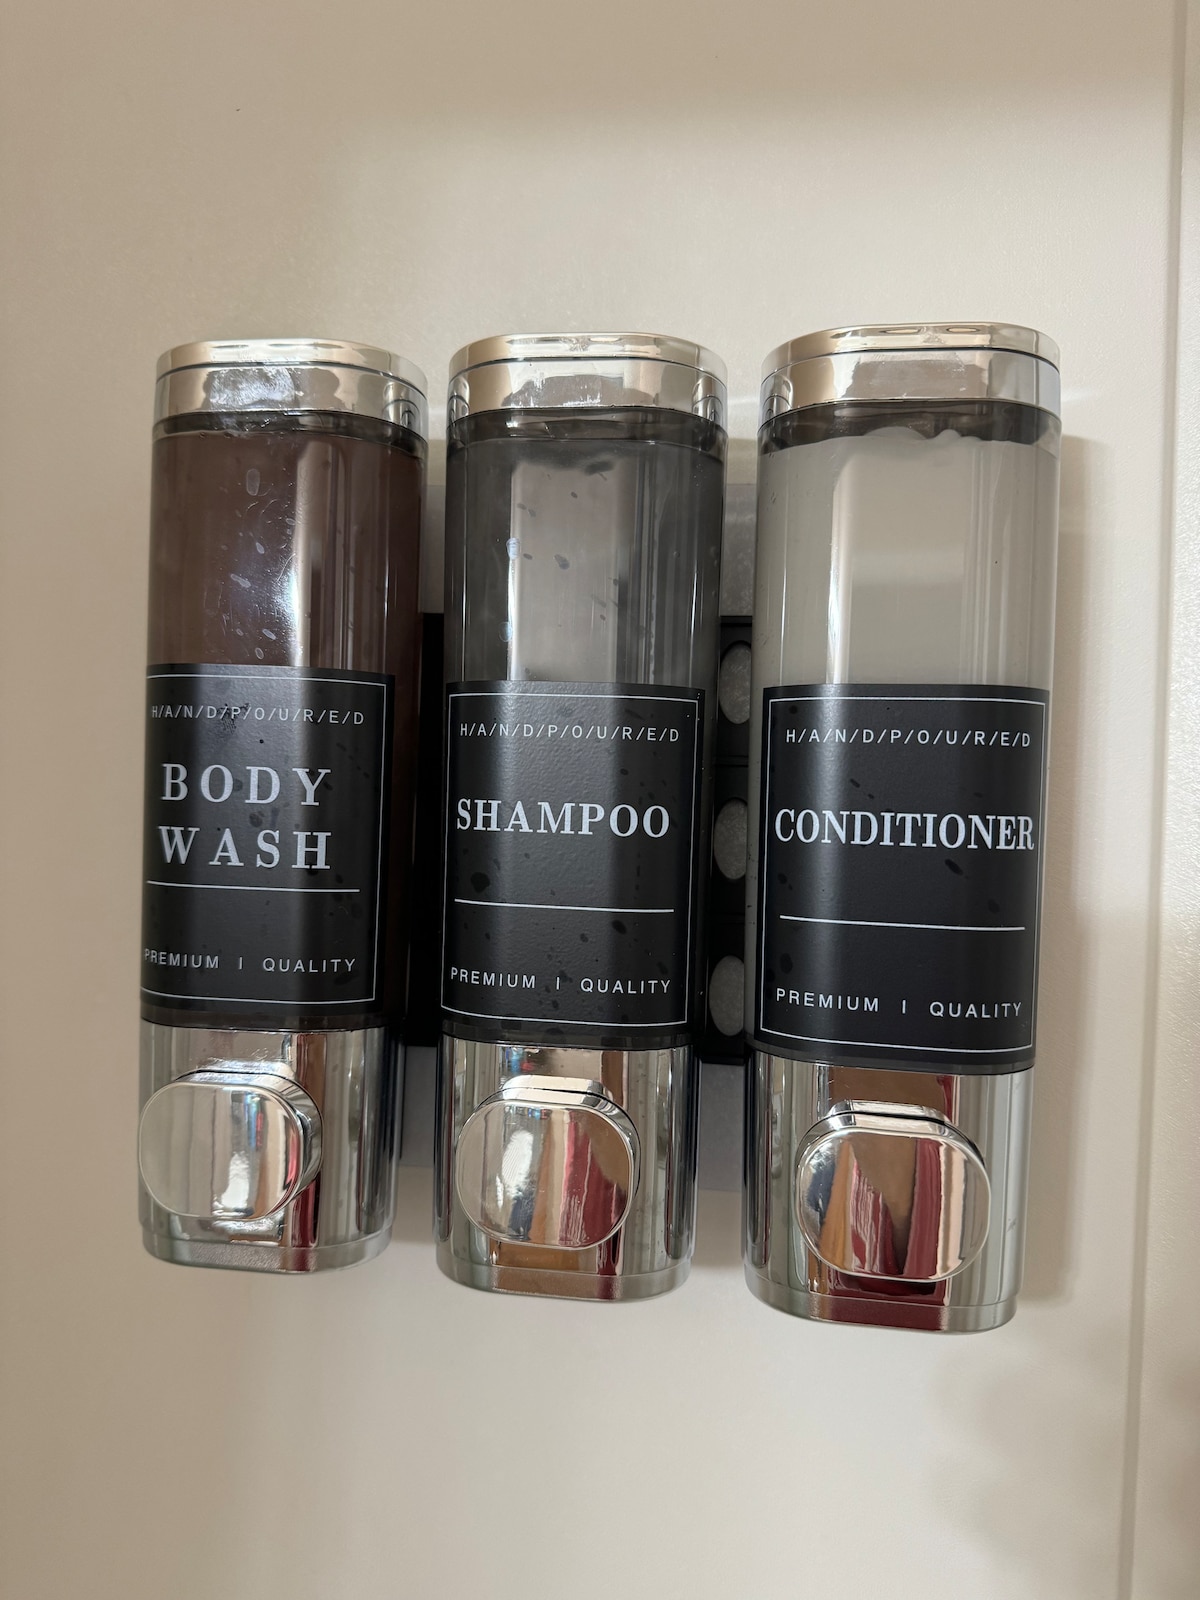 H/A/N/D/P/O/U/R/E/D
BODY
WASH
PREMIUM I QUALITY
H/A/N/D/P/O/U/R/E/D
SHAMPOO
PREMIUM I QUALITY
H/A/N/D/P/O/U/R/E/D
CONDITIONER
PREMIUM I QUALITY